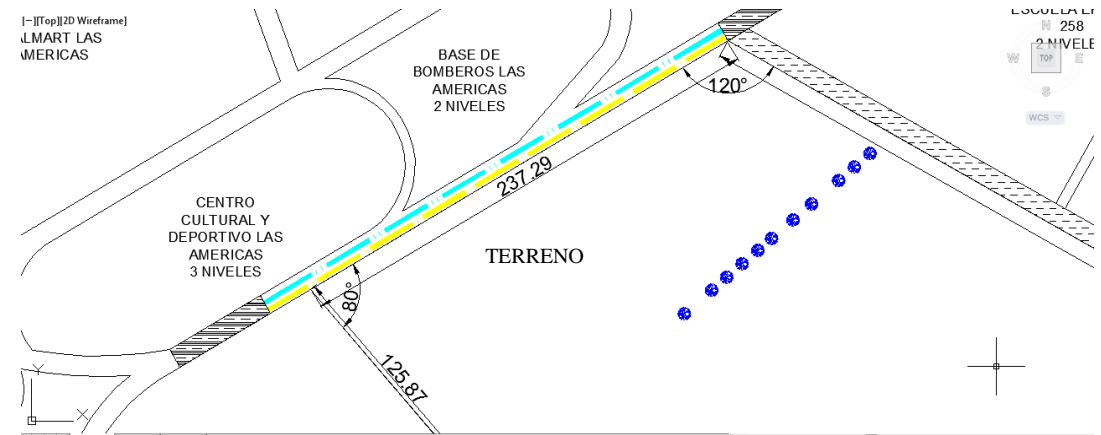 [−][Top][2D Wireframe]
LMART LAS
AMERICAS
BASE DE
BOMBEROS LAS
AMERICAS
2 NIVELES
258
2 NIVELE
N
W
TOP
E
S
WCS
120°
237.29
CENTRO
CULTURAL Y
DEPORTIVO LAS
AMERICAS
3 NIVELES
TERRENO
80°
125.87
Y
X